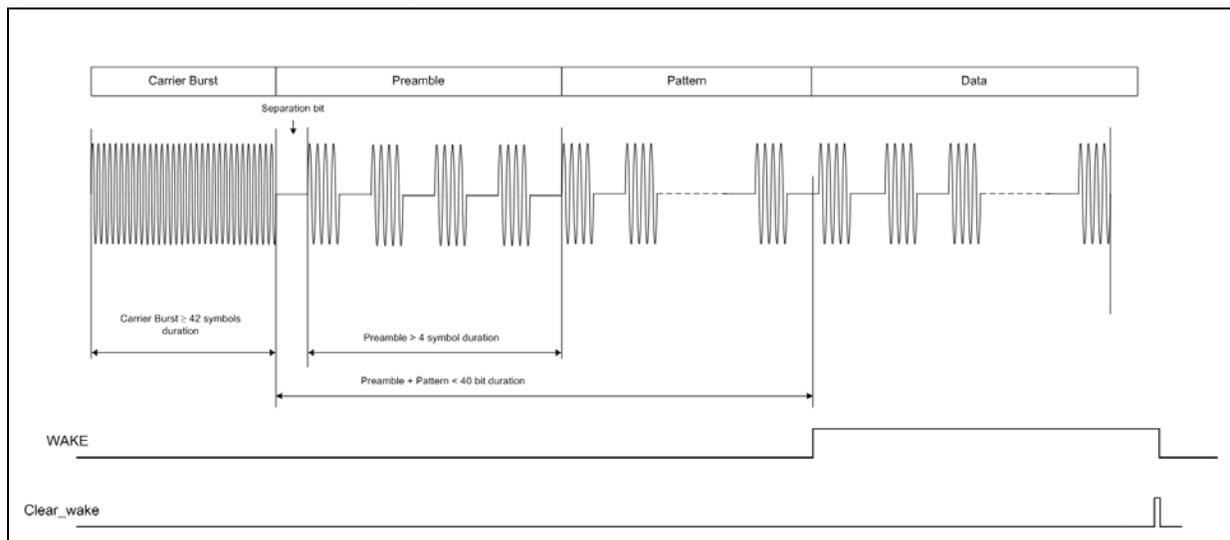 Carrier Burst
Preamble
Pattern
Data
Separation bit
Carrier Burst ≥ 42 symbols
duration
Preamble > 4 symbol duration
Preamble + Pattern < 40 bit duration
WAKE
Clear_wake